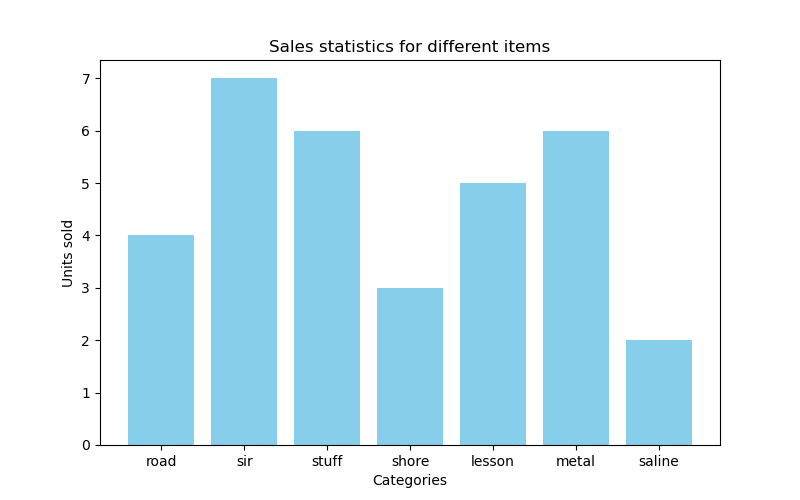 Sales statistics for different items
7
6
5
4
3
2
1
0
Units sold
road sir stuff shore lesson metal saline
Categories